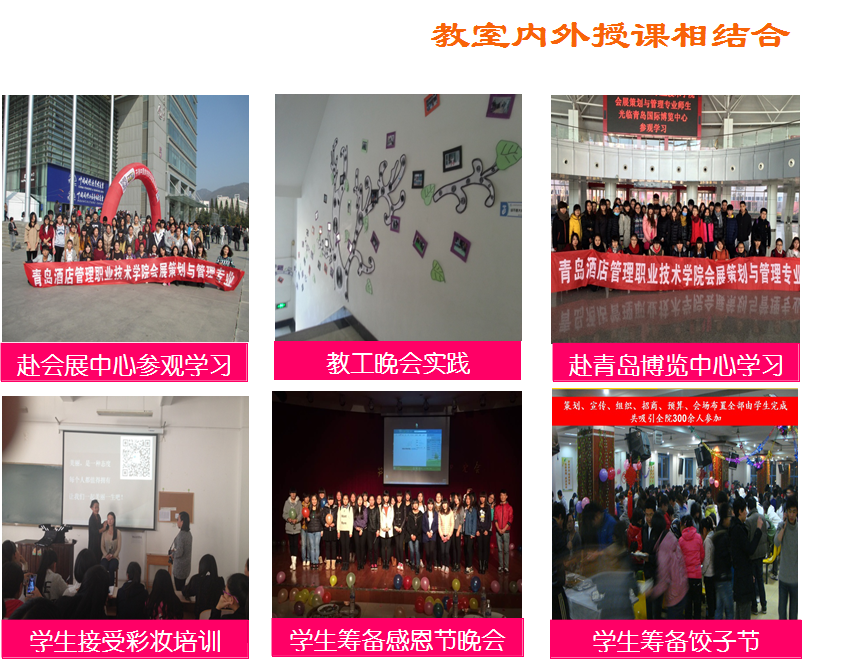 教室内外授课相结合
会展策划与管理专业师生
光临青岛国际博览中心
参观学习
青岛酒店管理职业技术学院会展策划与管理专业
青岛酒店管理职业技术学院会展策划与管理专业
赴会展中心参观学习
教工晚会实践
赴青岛博览中心学习
策划、宣传、组织、招商、预算、会场布置全部由学生完成
共吸引全院300余人参加
学生接受彩妆培训
学生筹备感恩节晚会
学生筹备饺子节